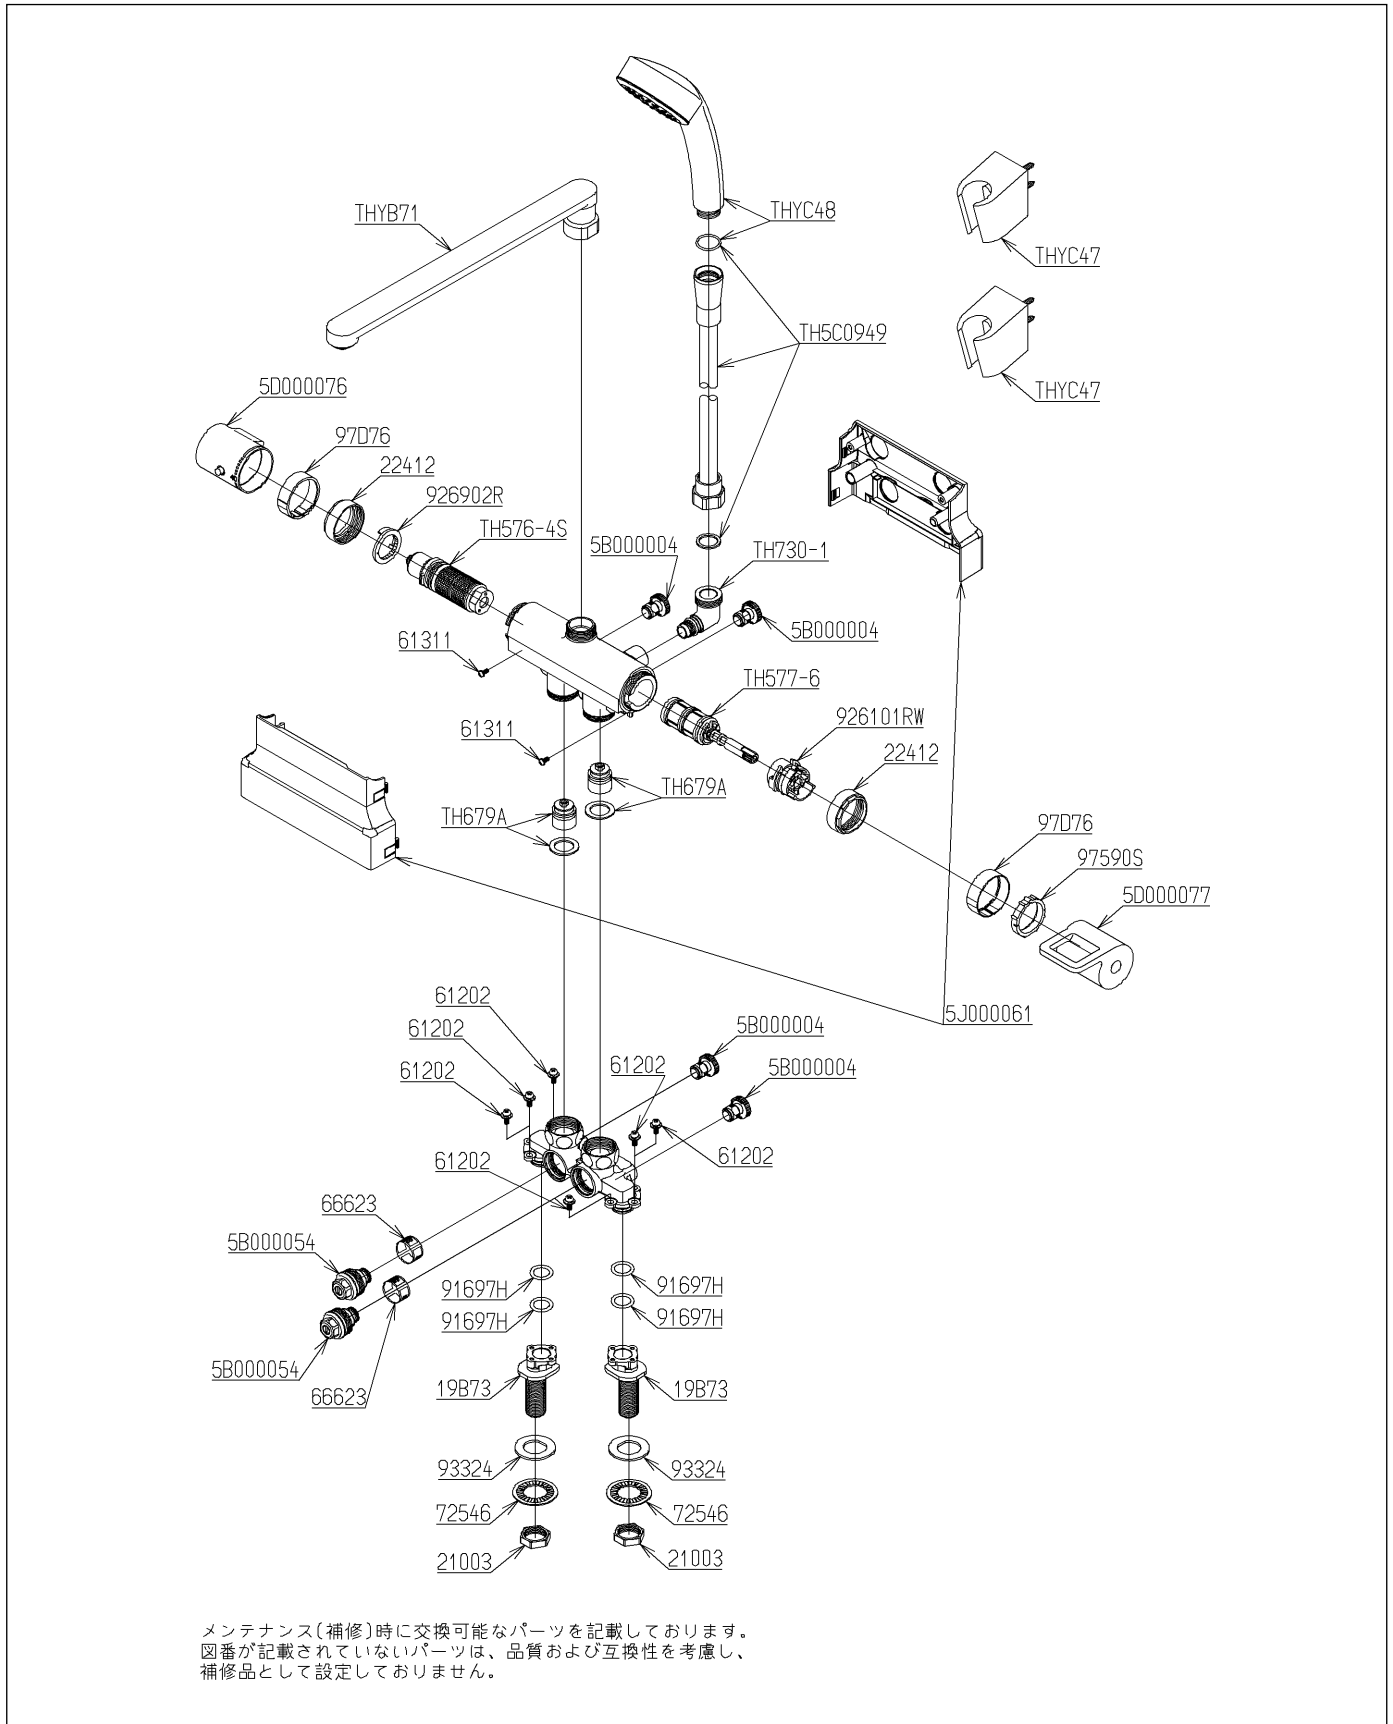 THYB71
THYC48
THYC47
TH5C0949
THYC47
5D000076
97D76
22412
926902R
TH576-4S
5B000004
TH730-1
5B000004
61311
TH577-6
926101RW
61311
22412
TH679A
TH679A
97D76
97590S
5D000077
61202
5J000061
61202
5B000004
61202
61202
5B000004
61202
61202
66623
5B000054
91697H
91697H
91697H
91697H
5B000054
66623
19B73
19B73
93324
93324
72546
72546
21003
21003
メンテナンス〔補修〕時に交換可能なパーツを記載しております。
図番が記載されていないパーツは、品質および互換性を考慮し、
補修品として設定しておりません。